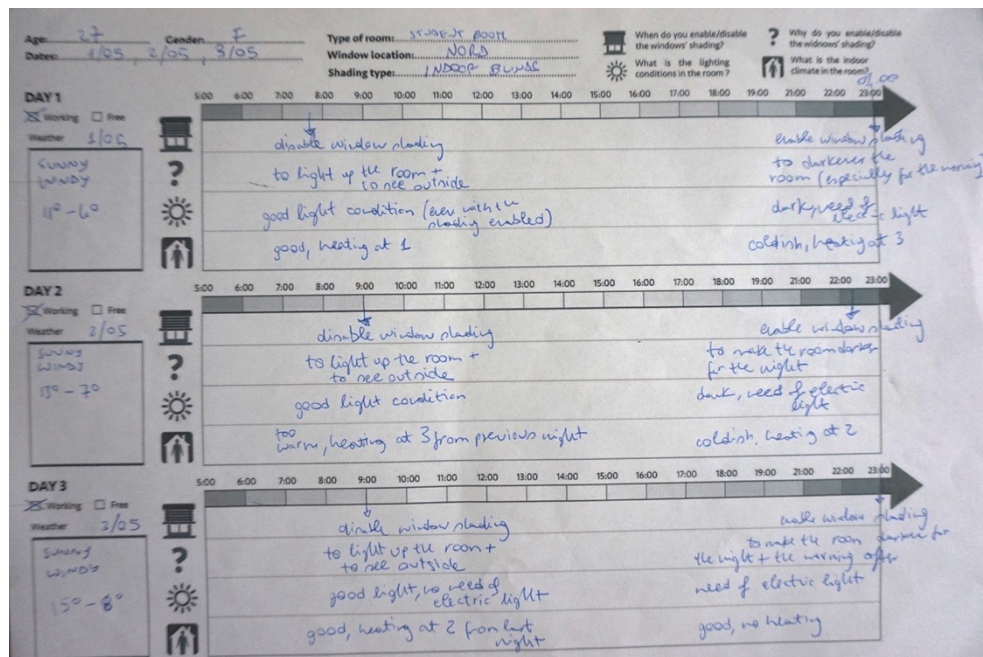 Age: 27 Gender: F
Dates: 1/05, 2/05, 3/05
Type of room: STUDENT ROOM
Window location: NORD
Shading type: INDOOR BLINDS
When do you enable/disable the windows' shading?
What is the lighting conditions in the room?
? Why do you enable/disable the widnows' shading?
What is the indoor climate in the room?
01.00
DAY 1
5:00 6:00 7:00 8:00 9:00 10:00 11:00 12:00 13:00 14:00 15:00 16:00 17:00 18:00 19:00 20:00 21:00 22:00 23:00
Working Free
Weather 1/05
SUNNY
WINDY
11° - 6°
disable window shading
enable window shading
?
to light up the room +
to see outside
to darkener the
room (especially for the morning)
good light condition (even with the
shading enabled)
dark, need of
electric light
good, heating at 1
coldish, heating at 3
DAY 2
5:00 6:00 7:00 8:00 9:00 10:00 11:00 12:00 13:00 14:00 15:00 16:00 17:00 18:00 19:00 20:00 21:00 22:00 23:00
Working Free
Weather 2/05
SUNNY
WINDY
13° - 7°
disable window shading
enable window shading
?
to light up the room +
to see outside
to make the room darker
for the night
good light condition
dark, need of electric
light
too
warm, heating at 3 from previous night
coldish, heating at 2
DAY 3
5:00 6:00 7:00 8:00 9:00 10:00 11:00 12:00 13:00 14:00 15:00 16:00 17:00 18:00 19:00 20:00 21:00 22:00 23:00
Working Free
Weather 3/05
SUNNY
WINDY
15° - 8°
disable window shading
enable window shading
?
to light up the room +
to see outside
to make the room darker for
the night + the morning after
good light, no need of
electric light
need of electric light
good, heating at 2 from last
night
good, no heating